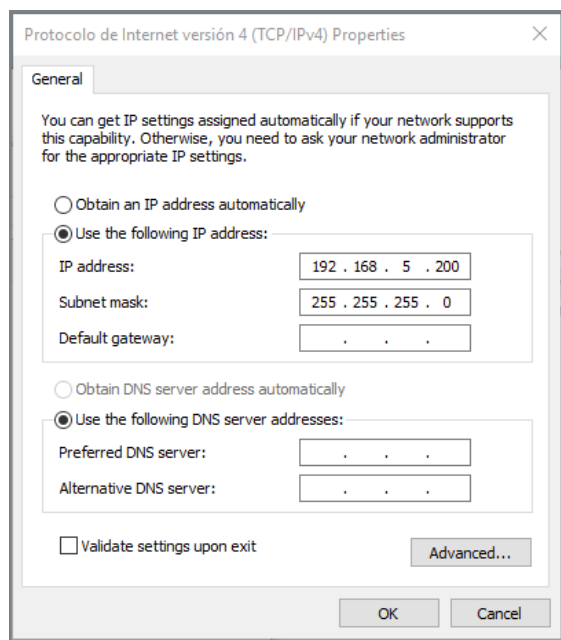 Protocolo de Internet versión 4 (TCP/IPv4) Properties
General
You can get IP settings assigned automatically if your network supports
this capability. Otherwise, you need to ask your network administrator
for the appropriate IP settings.
Obtain an IP address automatically
Use the following IP address:
IP address: 192 . 168 . 5 . 200
Subnet mask: 255 . 255 . 255 . 0
Default gateway: . . .
Obtain DNS server address automatically
Use the following DNS server addresses:
Preferred DNS server: . . .
Alternative DNS server: . . .
Validate settings upon exit
Advanced...
OK Cancel